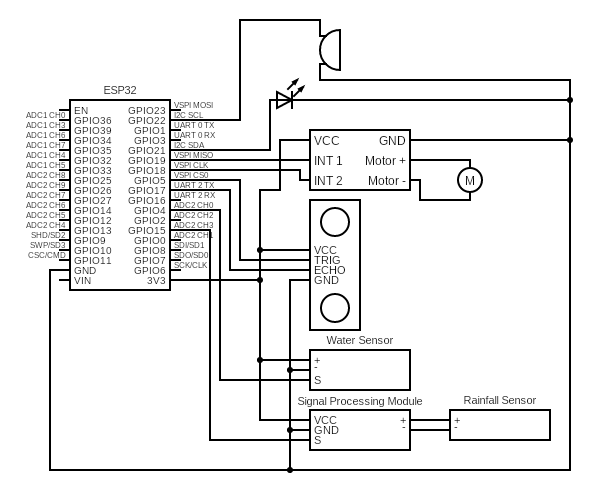 ESP32
EN
ADC1 CH0 GPIO36
ADC1 CH3 GPIO39
ADC1 CH6 GPIO34
ADC1 CH7 GPIO35
ADC1 CH4 GPIO32
ADC1 CH5 GPIO33
ADC2 CH8 GPIO25
ADC2 CH9 GPIO26
ADC2 CH7 GPIO27
ADC2 CH6 GPIO14
ADC2 CH5 GPIO12
ADC2 CH4 GPIO13
SHD/SD2 GPIO9
SWP/SD3 GPIO10
CSC/CMD GPIO11
GND
VIN
GPIO23 VSPI MOSI
GPIO22 I2C SCL
GPIO1 UART 0 TX
GPIO3 UART 0 RX
GPIO21 I2C SDA
GPIO19 VSPI MISO
GPIO18 VSPI CLK
GPIO5 VSPI CS0
GPIO17 UART 2 TX
GPIO16 UART 2 RX
GPIO4 ADC2 CH0
GPIO2 ADC2 CH2
GPIO15 ADC2 CH3
GPIO0 ADC2 CH1
GPIO8 SDI/SD1
GPIO7 SDO/SD0
GPIO6 SCK/CLK
3V3
VCC GND
INT 1 Motor +
INT 2 Motor -
M
VCC
TRIG
ECHO
GND
Water Sensor
+
-
S
Signal Processing Module
VCC +
GND -
S
Rainfall Sensor
+
-